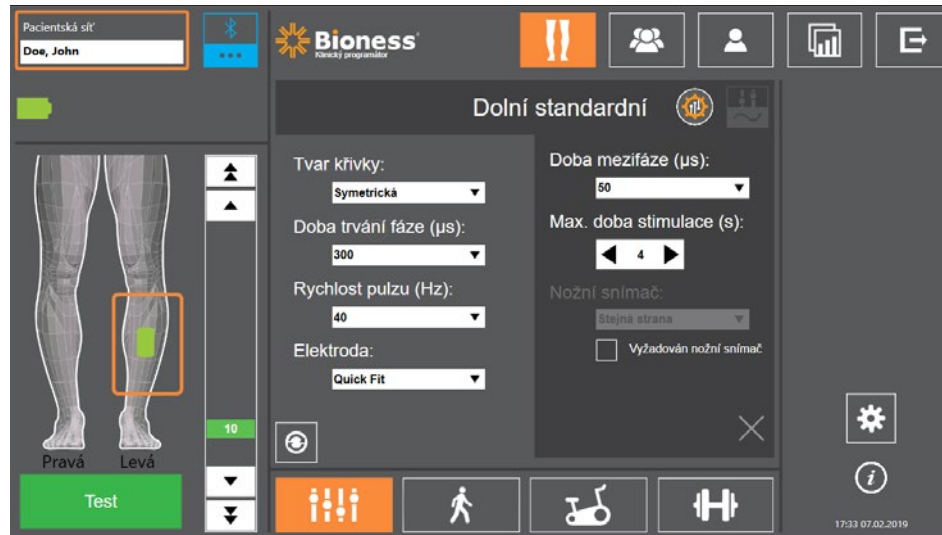 Pacientská síť
Doe, John
Bioness
Klinický programátor
Dolní standardní
Tvar křivky:
Symetrická
Doba trvání fáze (µs):
300
Rychlost pulzu (Hz):
40
Elektroda:
Quick Fit
Doba mezifáze (µs):
50
Max. doba stimulace (s):
4
Nožní snímač:
Stejná strana
Vyžadován nožní snímač
10
Pravá Levá
Test
17:33 07.02.2019